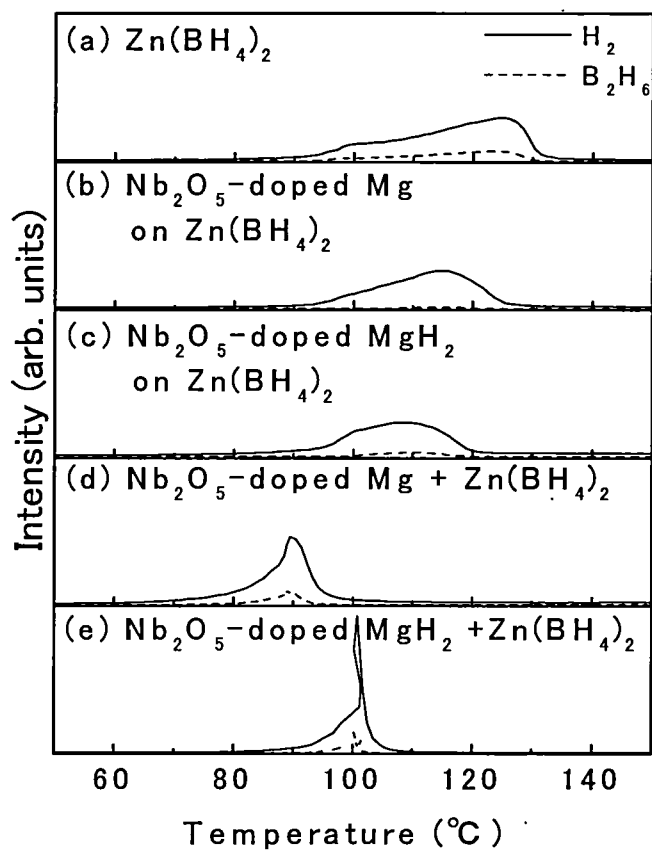 (a) Zn(BH₄)₂
H₂
B₂H₆
(b) Nb₂O₅-doped Mg
on Zn(BH₄)₂
(c) Nb₂O₅-doped MgH₂
on Zn(BH₄)₂
(d) Nb₂O₅-doped Mg + Zn(BH₄)₂
(e) Nb₂O₅-doped MgH₂ +Zn(BH₄)₂
Intensity (arb. units)
60 80 100 120 140
Temperature (℃)